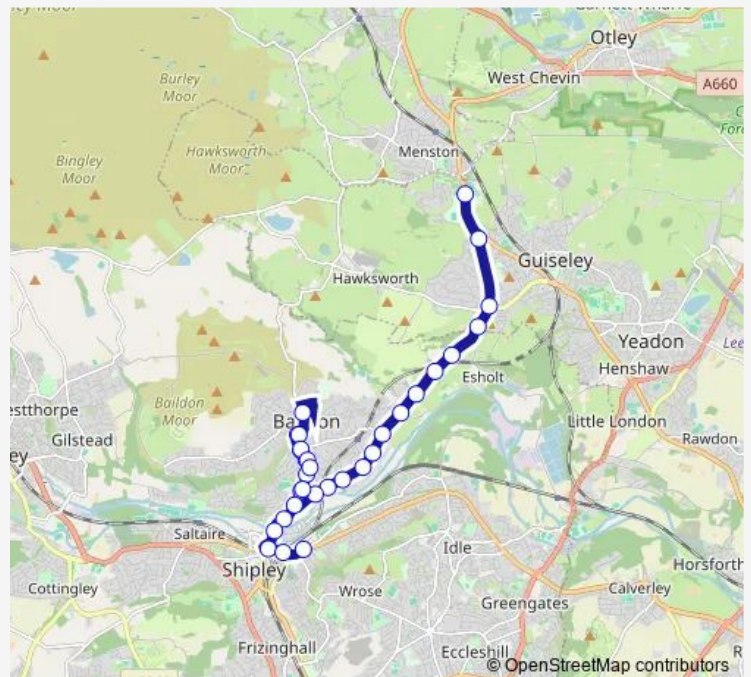 Otley
Burley
Moor
West Chevin
A660
Menston
Hawksworth
Moor
Bingley
Moor
Guiseley
Hawksworth
Yeadon
Esholt
Henshaw
Baildon
Moor
Gilstead
Little London
Rawdon
Saltaire
Idle
Shipley
Horsforth
Cottingley
Wrose
Calverley
Greengates
Frizinghall
Eccleshill
© OpenStreetMap contributors